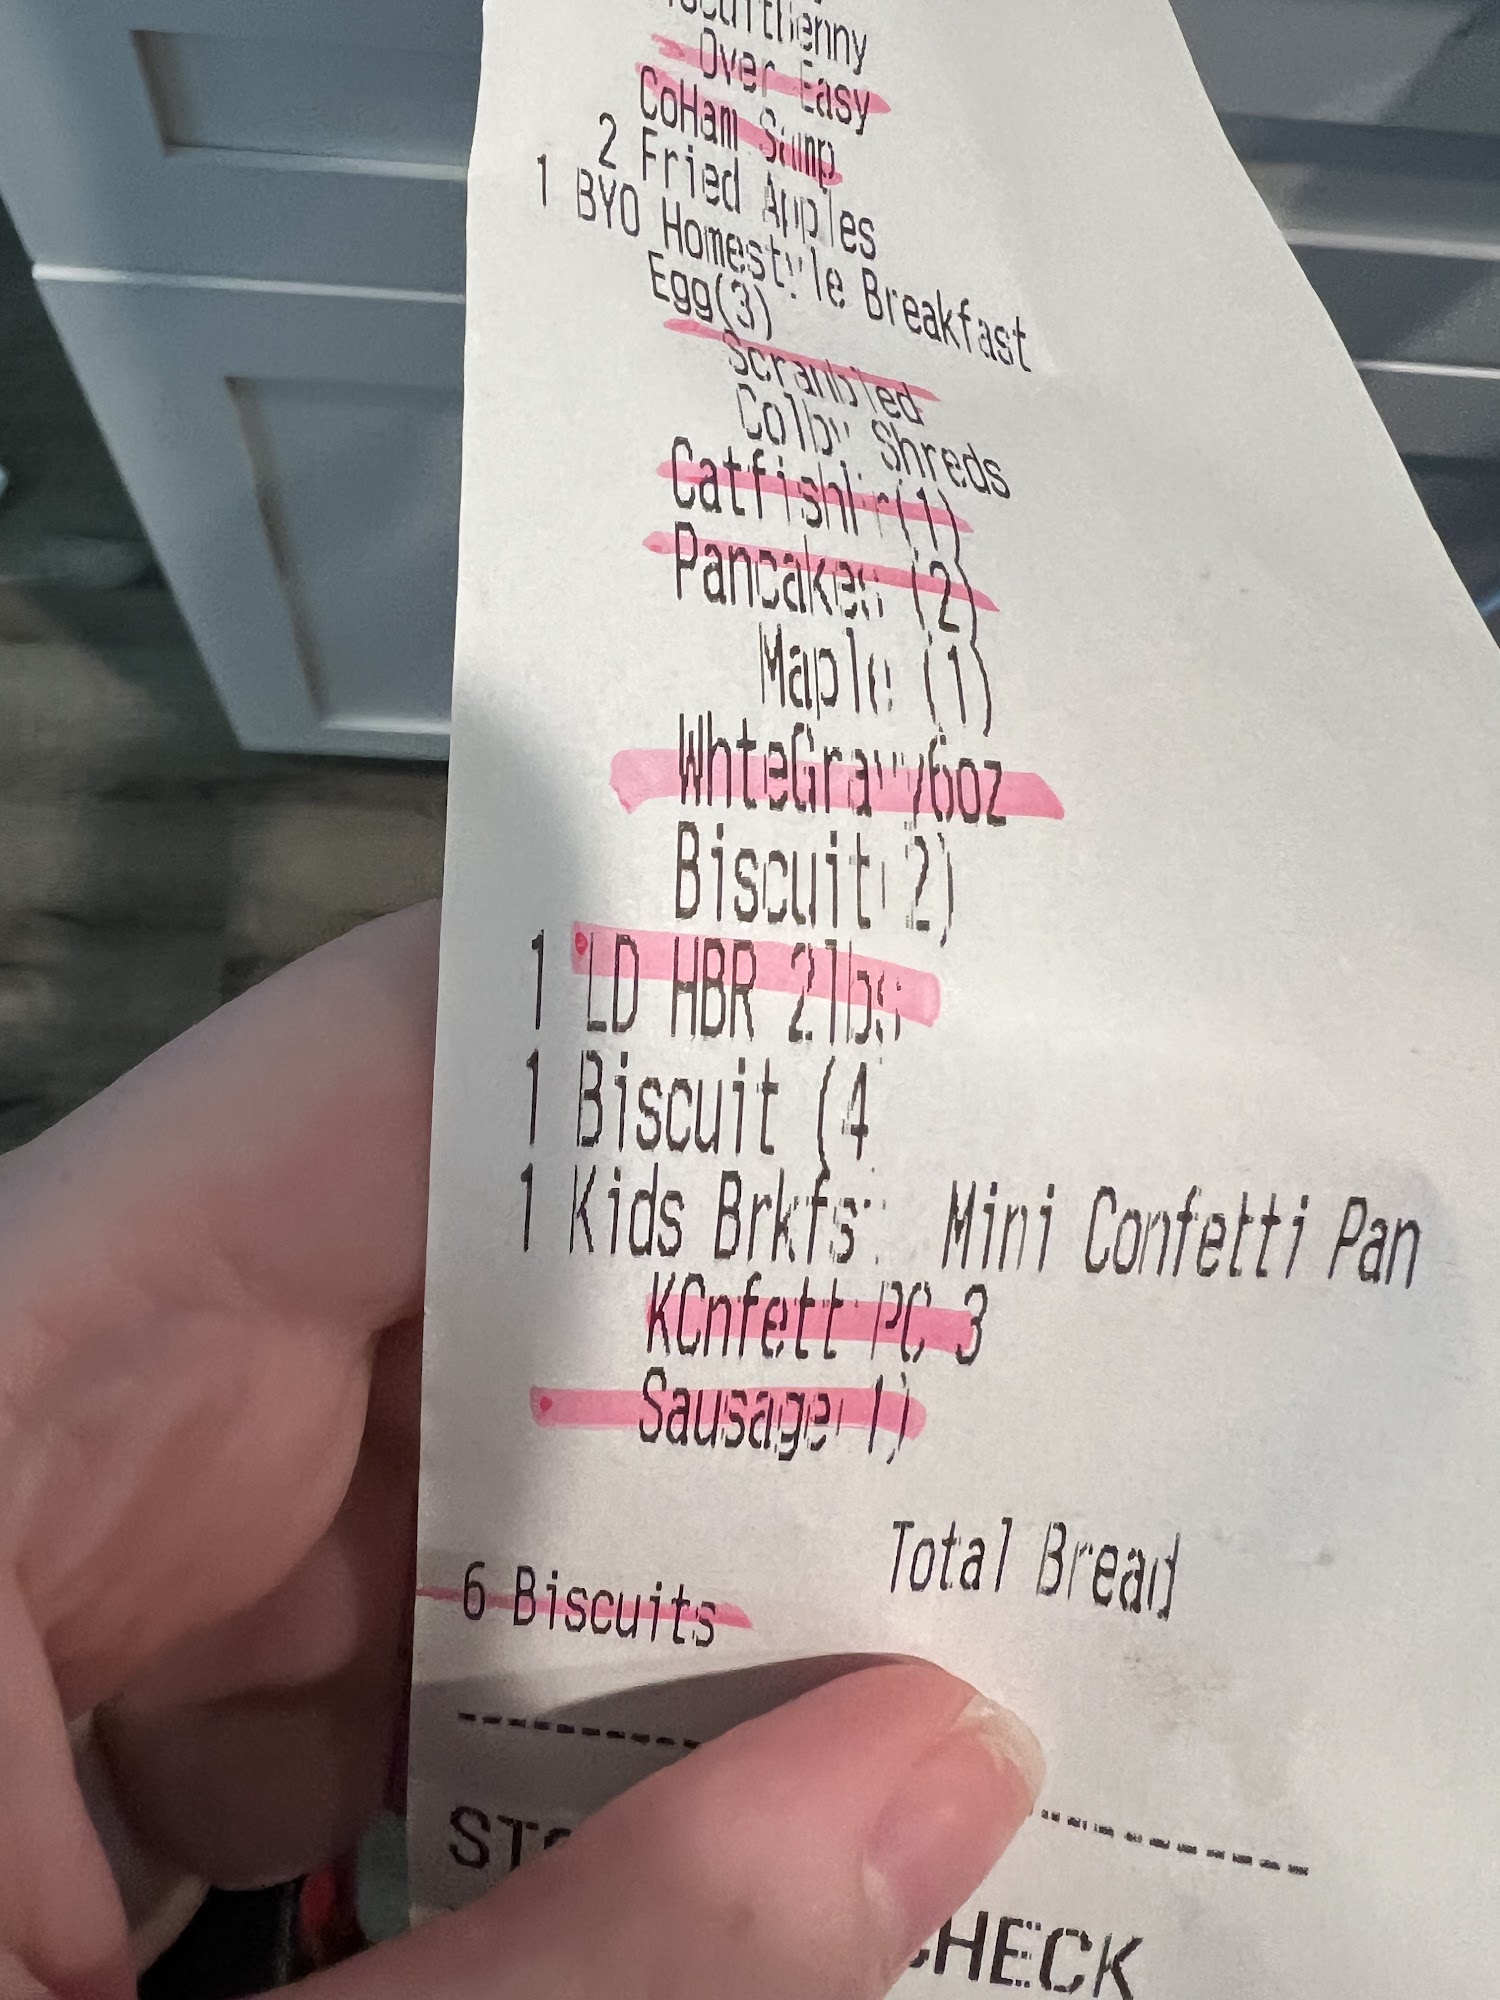 Over Easy
CoHam Stmp
2 Fried Apples
1 BYO Homestyle Breakfast
Egg(3)
Scrambled
Colby Shreds
(1)
Pancakes (2)
Maple (1)
WhteGravy6oz
Biscuit(2)
1 LD HBR 2lbs
1 Biscuit (4
1 Kids Brkfst Mini Confetti Pan
KCnfett PC 3
Sausage(1)
Total Bread
6 Biscuits
CHECK